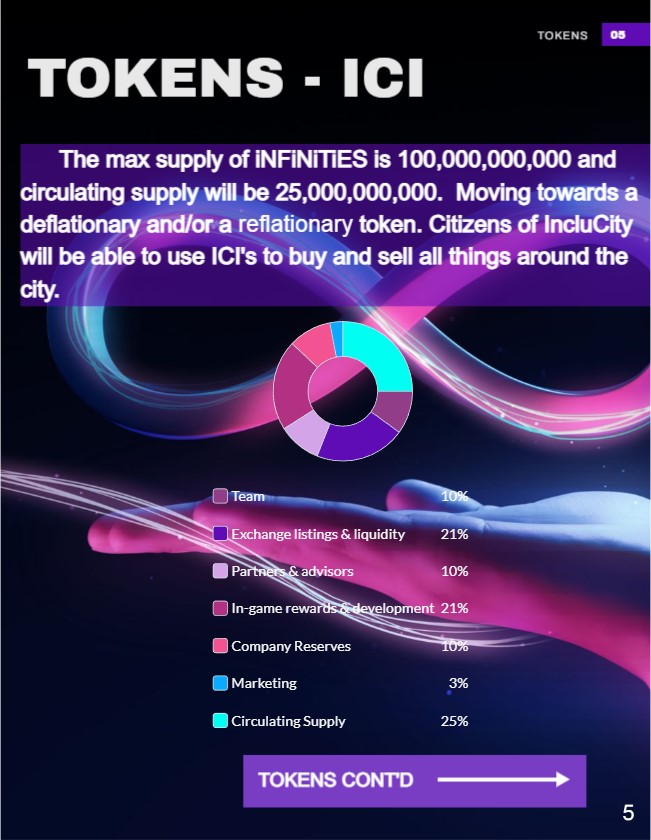 TOKENS 05
TOKENS - ICI
The max supply of iNFiNiTiES is 100,000,000,000 and
circulating supply will be 25,000,000,000. Moving towards a
deflationary and/or a reflationary token. Citizens of IncluCity
will be able to use ICI's to buy and sell all things around the
city.
Team 10%
Exchange listings & liquidity 21%
Partners & advisors 10%
In-game rewards & development 21%
Company Reserves 10%
Marketing 3%
Circulating Supply 25%
TOKENS CONT'D
5